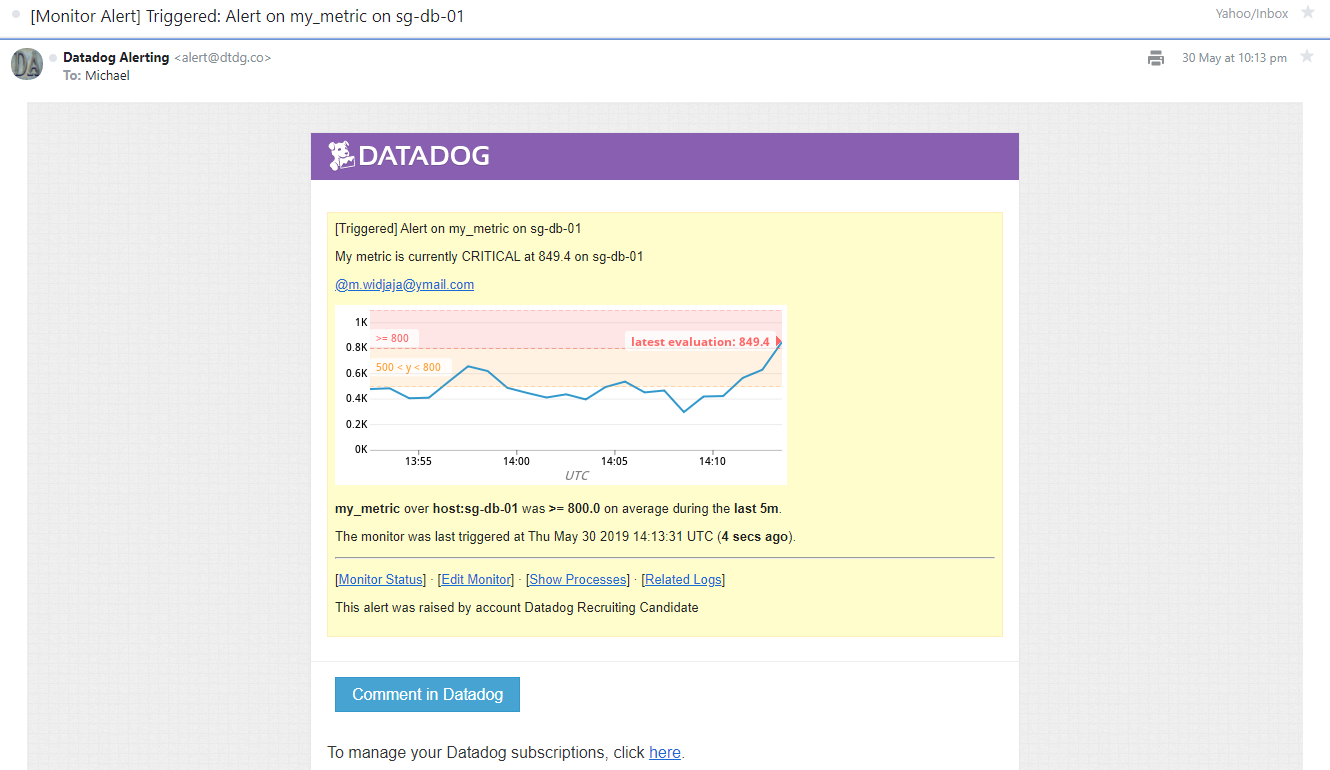 [Monitor Alert] Triggered: Alert on my_metric on sg-db-01
Yahoo/Inbox
DA
Datadog Alerting <alert@dtdg.co>
30 May at 10:13 pm
To: Michael
DATADOG
[Triggered] Alert on my_metric on sg-db-01
My metric is currently CRITICAL at 849.4 on sg-db-01
@m.widjaja@ymail.com
1K
>= 800
latest evaluation: 849.4
0.8K
500 < y < 800
0.6K
0.4K
0.2K
0K
13:55 14:00 14:05 14:10
UTC
my_metric over host:sg-db-01 was >= 800.0 on average during the last 5m.
The monitor was last triggered at Thu May 30 2019 14:13:31 UTC (4 secs ago).
[Monitor Status] · [Edit Monitor] · [Show Processes] · [Related Logs]
This alert was raised by account Datadog Recruiting Candidate
Comment in Datadog
To manage your Datadog subscriptions, click here.